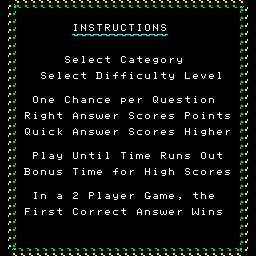 INSTRUCTIONS
Select Category
Select Difficulty Level
One Chance per Question
Right Answer Scores Points
Quick Answer Scores Higher
Play Until Time Runs Out
Bonus Time for High Scores
In a 2 Player Game, the
First Correct Answer Wins